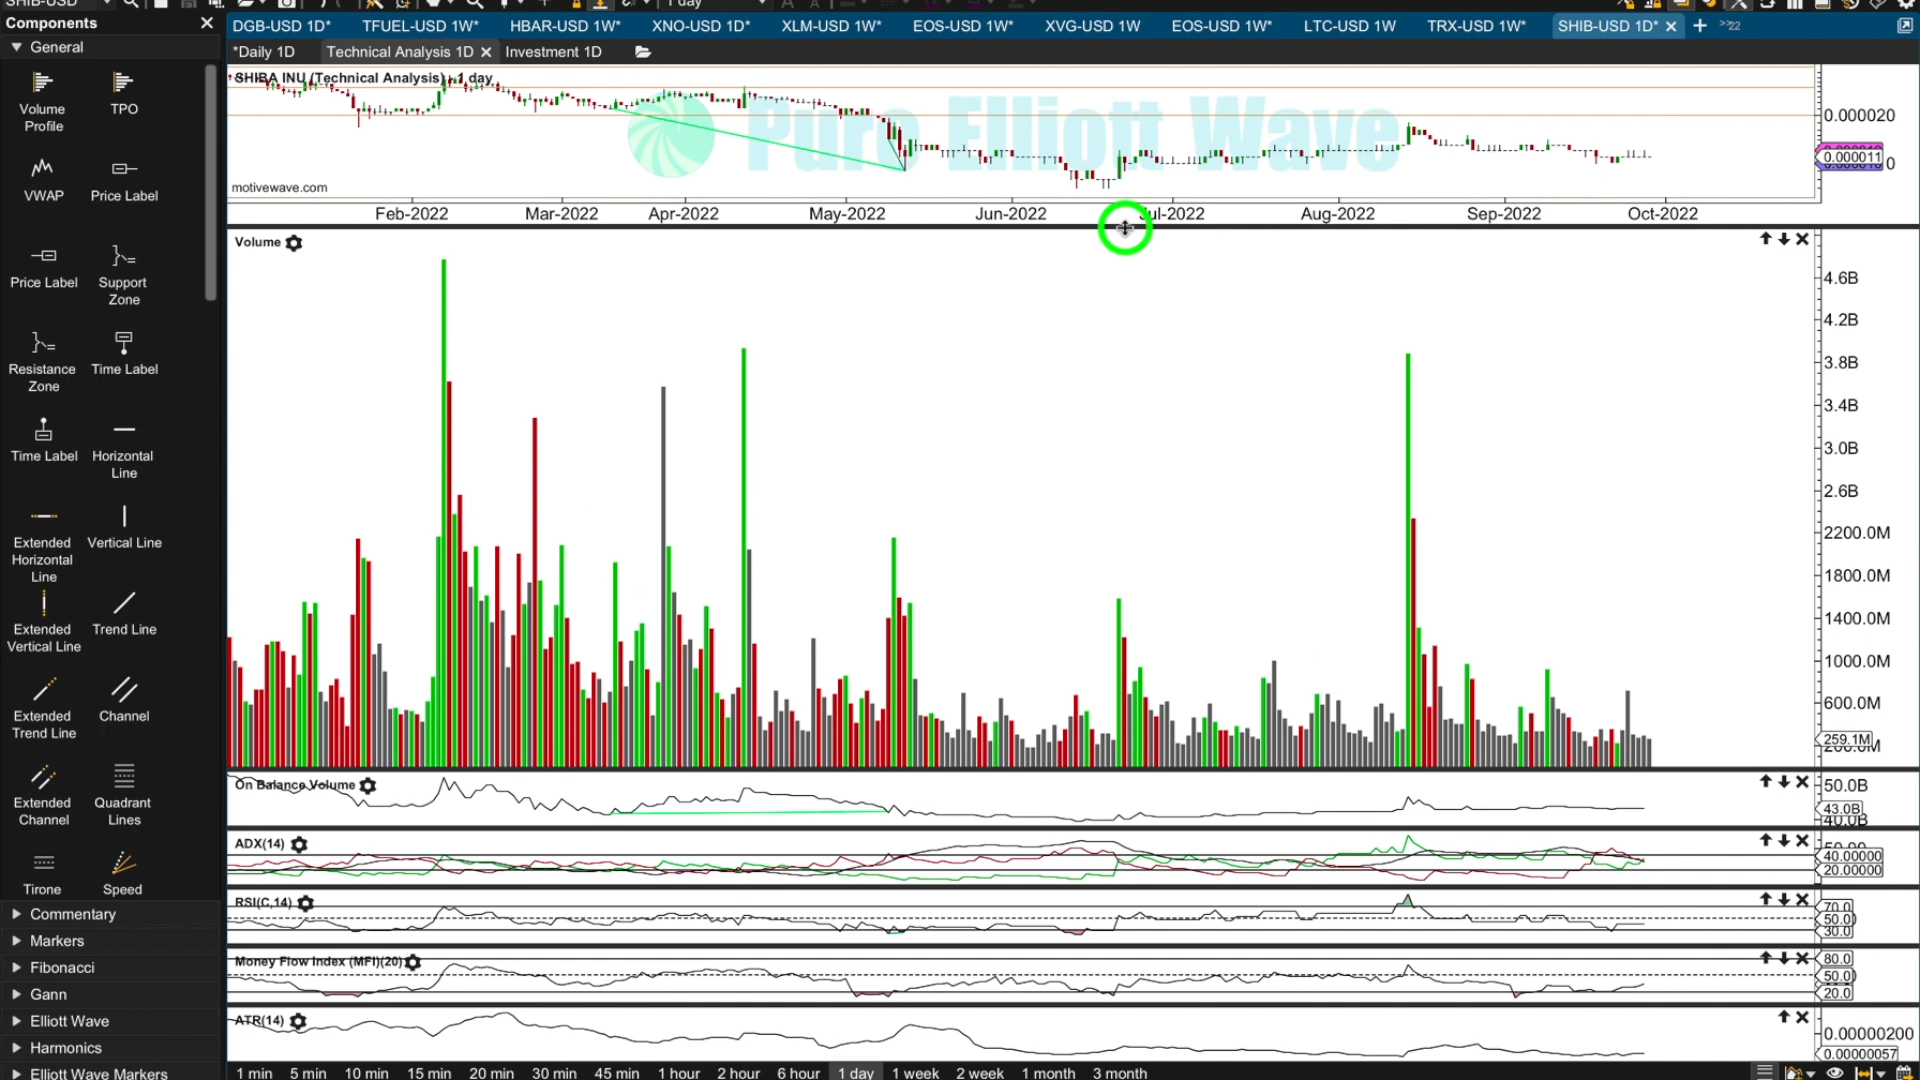 SHIB-USD
1 day
Components
DGB-USD 1D* TFUEL-USD 1W* HBAR-USD 1W* XNO-USD 1D* XLM-USD 1W* EOS-USD 1W* XVG-USD 1W EOS-USD 1W* LTC-USD 1W TRX-USD 1W* SHIB-USD 1D* 22
*Daily 1D Technical Analysis 1D Investment 1D
General
SHIBA INU (Technical Analysis) - 1 day
Puro Elliott Wave
0.000020
0.000011
0
motivewave.com
Feb-2022 Mar-2022 Apr-2022 May-2022 Jun-2022 Jul-2022 Aug-2022 Sep-2022 Oct-2022
Volume Profile
TPO
VWAP
Price Label
Price Label
Support Zone
Resistance Zone
Time Label
Time Label
Horizontal Line
Extended Horizontal Line
Vertical Line
Extended Vertical Line
Trend Line
Extended Trend Line
Channel
Extended Channel
Quadrant Lines
Tirone
Speed
Commentary
Markers
Fibonacci
Gann
Elliott Wave
Harmonics
Elliott Wave Markers
Volume
4.6B
4.2B
3.8B
3.4B
3.0B
2.6B
2200.0M
1800.0M
1400.0M
1000.0M
600.0M
259.1M
On Balance Volume
50.0B
43.0B
40.0B
ADX(14)
40.00000
20.00000
RSI(C,14)
70.0
50.0
30.0
Money Flow Index (MFI)(20)
80.0
50.0
20.0
ATR(14)
0.00000200
0.00000057
1 min 5 min 10 min 15 min 20 min 30 min 45 min 1 hour 2 hour 6 hour 1 day 1 week 2 week 1 month 3 month